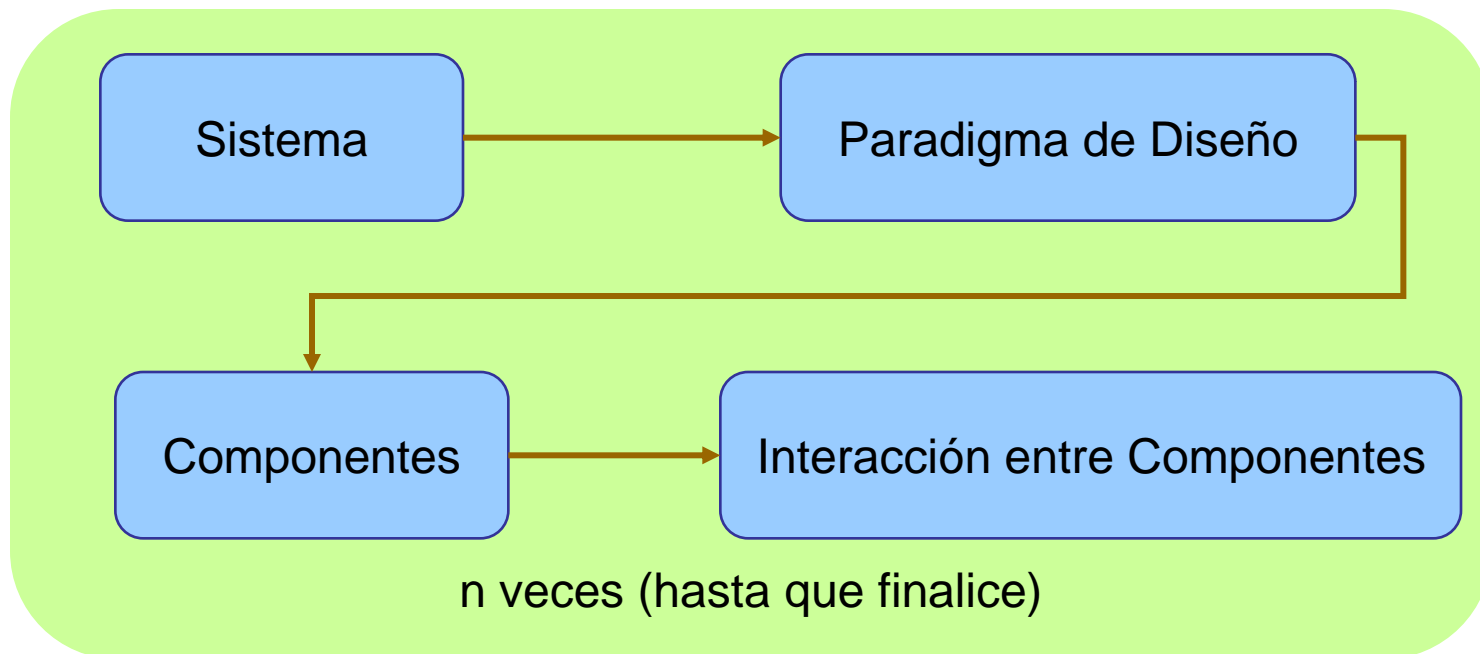 Sistema
Paradigma de Diseño
Componentes
Interacción entre Componentes
n veces (hasta que finalice)